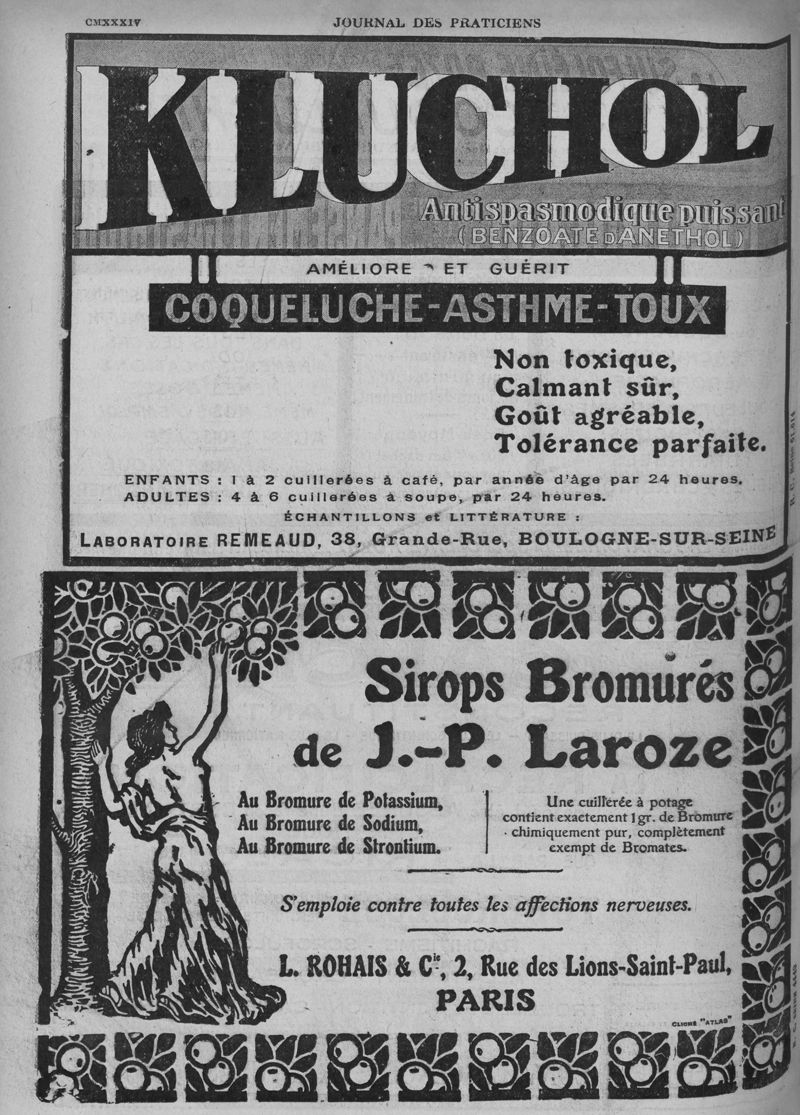 CMXXXIV
JOURNAL DES PRATICIENS
KLUCHOL
Antispasmodique puissant
(BENZOATE D'ANETHOL)
AMÉLIORE ET GUÉRIT
COQUELUCHE-ASTHME-TOUX
Non toxique,
Calmant sûr,
Goût agréable,
Tolérance parfaite.
ENFANTS : 1 à 2 cuillerées à café, par année d'âge par 24 heures.
ADULTES : 4 à 6 cuillerées à soupe, par 24 heures.
ÉCHANTILLONS et LITTÉRATURE :
LABORATOIRE REMEAUD, 38, Grande-Rue, BOULOGNE-SUR-SEINE
Sirops Bromurés
de J.-P. Laroze
Au Bromure de Potassium,
Au Bromure de Sodium,
Au Bromure de Strontium.
Une cuillerée à potage
contient exactement 1 gr. de Bromure
chimiquement pur, complètement
exempt de Bromates.
S'emploie contre toutes les affections nerveuses.
L. ROHAIS & Cie, 2, Rue des Lions-Saint-Paul,
PARIS
CLICHÉ "ATLAS"